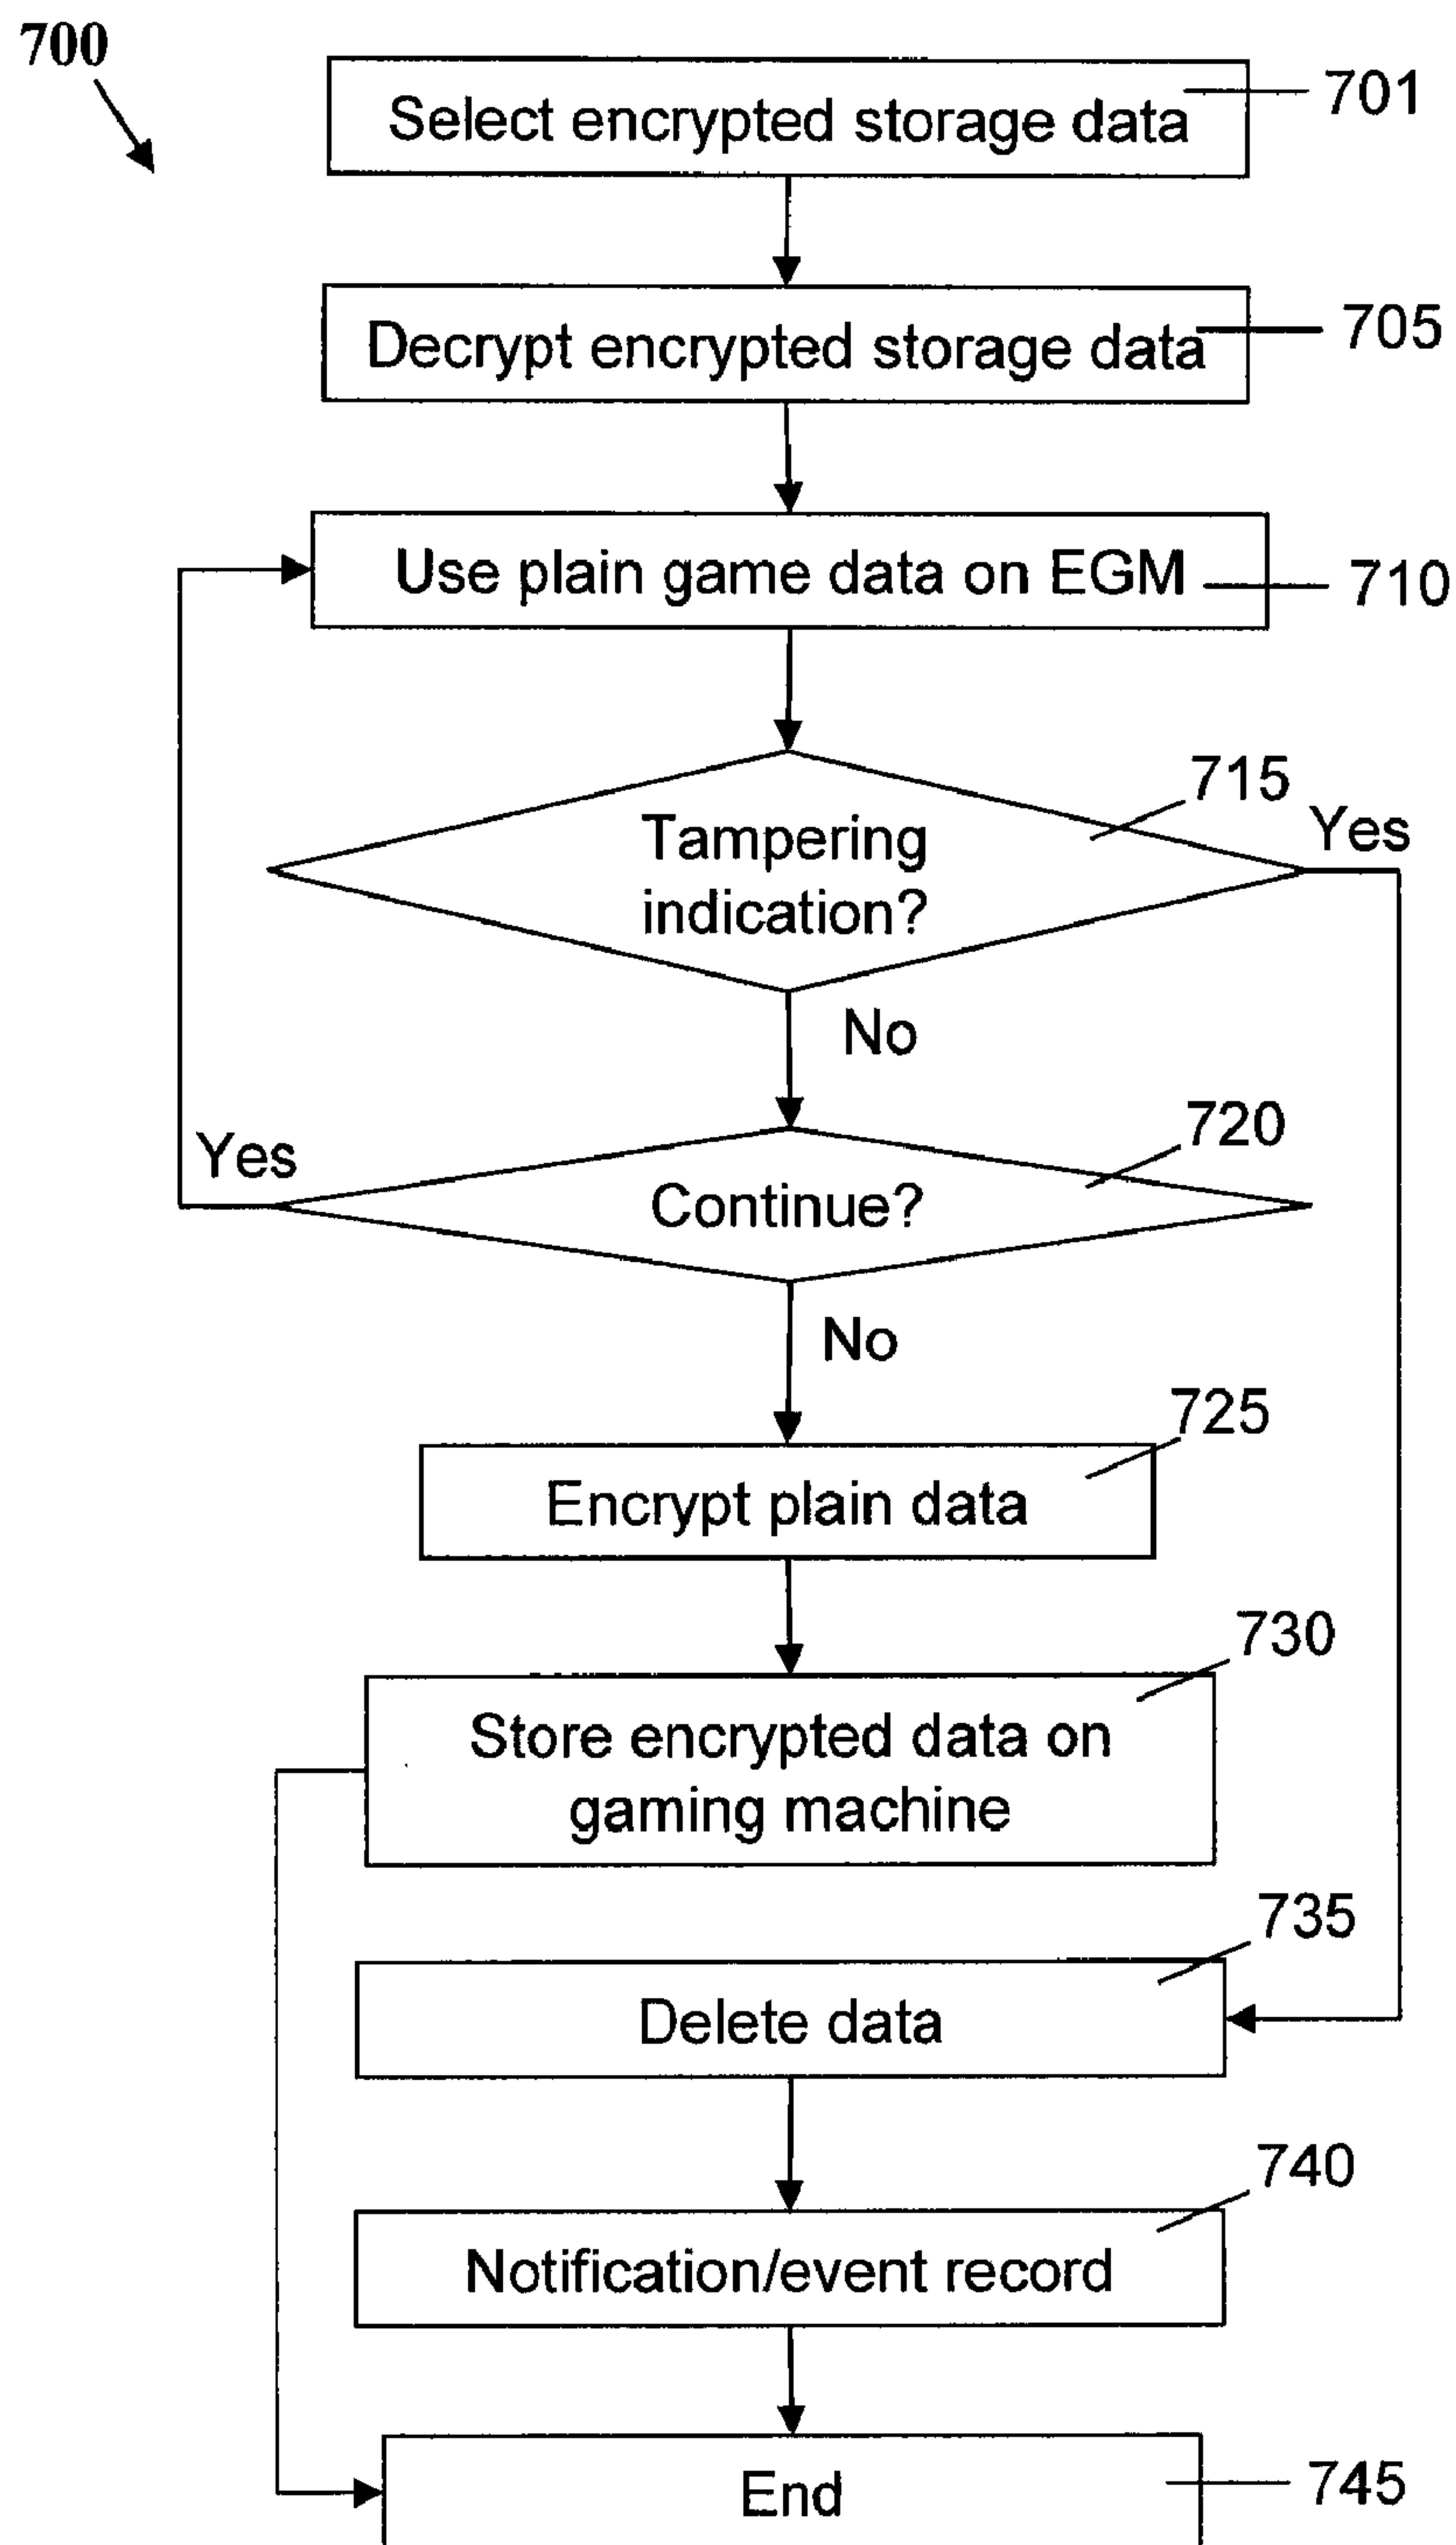 700
Select encrypted storage data
701
Decrypt encrypted storage data
705
Use plain game data on EGM
710
715
Tampering
indication?
Yes
No
720
Yes
Continue?
No
725
Encrypt plain data
730
Store encrypted data on
gaming machine
735
Delete data
740
Notification/event record
End
745